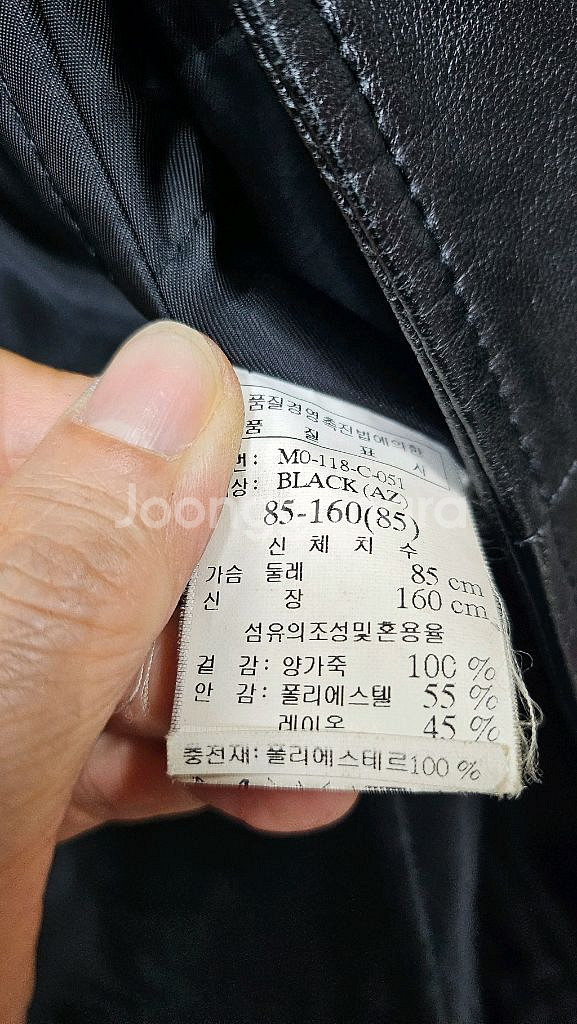 품질경영촉진법에의한
품 질 표 시
번: M0-118-C-051
상: BLACK (AZ)
85-160(85)
신 체 치 수
가슴 둘레 85 cm
신 장 160 cm
섬유의조성및혼용율
겉 감: 양가죽 100 %
안 감: 폴리에스텔 55 %
레이온 45 %
충전재: 폴리에스테르100 %